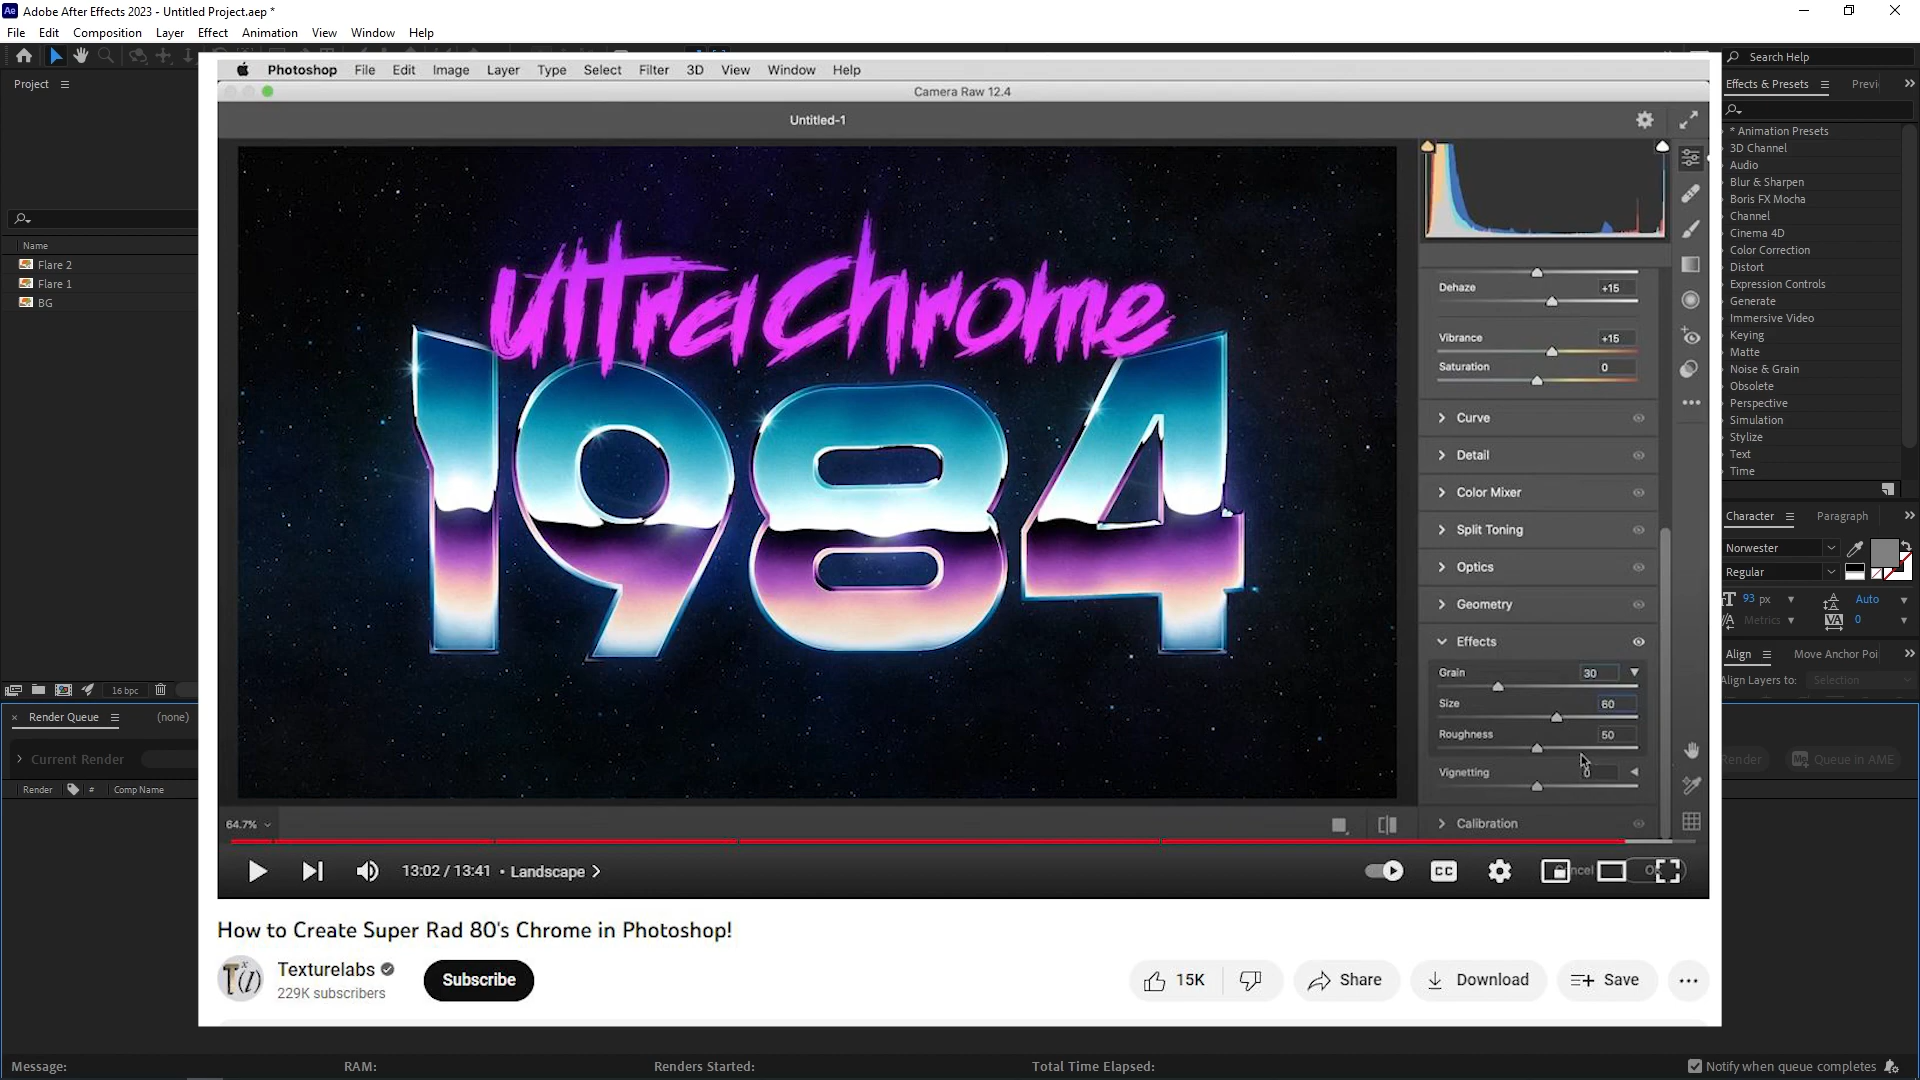 Ae Adobe After Effects 2023 - Untitled Project.aep *
File Edit Composition Layer Effect Animation View Window Help
Search Help
Project
Effects & Presets
Name
Flare 2
Flare 1
BG
16 bpc
Render Queue
(none)
Current Render
Render # Comp Name
Photoshop File Edit Image Layer Type Select Filter 3D View Window Help
Camera Raw 12.4
Untitled-1
UltraChrome
1984
Dehaze +15
Vibrance +15
Saturation 0
Curve
Detail
Color Mixer
Split Toning
Optics
Geometry
Effects
Grain 30
Size 60
Roughness 50
Vignetting 0
Calibration
64.7%
13:02 / 13:41 • Landscape
CC
How to Create Super Rad 80's Chrome in Photoshop!
Texturelabs
229K subscribers
Subscribe
15K
Share
Download
Save
* Animation Presets
3D Channel
Audio
Blur & Sharpen
Boris FX Mocha
Channel
Cinema 4D
Color Correction
Distort
Expression Controls
Generate
Immersive Video
Keying
Matte
Noise & Grain
Obsolete
Perspective
Simulation
Stylize
Text
Time
Character Paragraph
Norwester
Regular
93 px Auto
Metrics 0
Align Move Anchor Poi
Align Layers to: Selection
Render Queue in AME
Message: RAM: Renders Started: Total Time Elapsed: Notify when queue completes